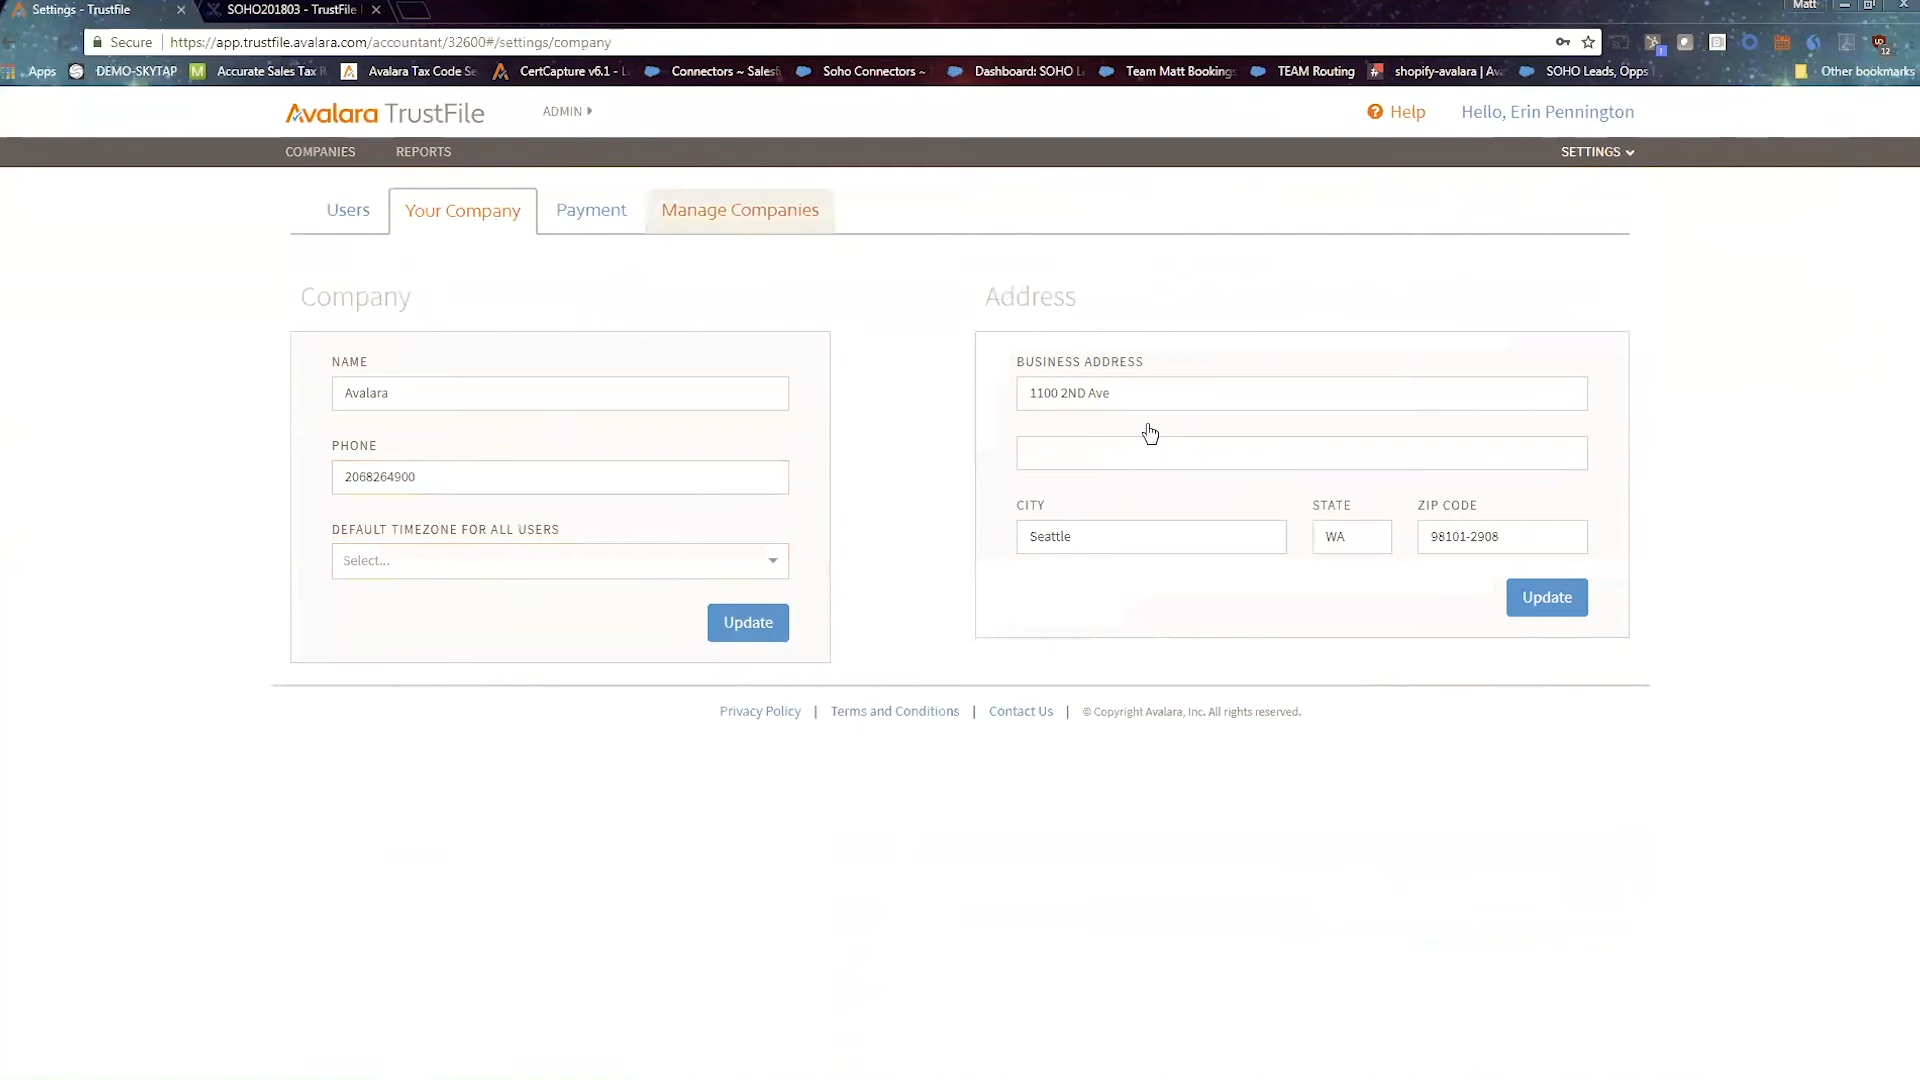 Settings - Trustfile
SOHO201803 - TrustFile
Matt
Secure
https://app.trustfile.avalara.com/accountant/32600#/settings/company
12
Apps
DEMO-SKYTAP
M
Accurate Sales Tax R
Avalara Tax Code Se
CertCapture v6.1 - L
Connectors ~ Salesf
Soho Connectors ~
Dashboard: SOHO L
Team Matt Booking
TEAM Routing
shopify-avalara | Ava
SOHO Leads, Opps
Other bookmarks
Avalara TrustFile
ADMIN
Help
Hello, Erin Pennington
COMPANIES
REPORTS
SETTINGS
Users
Your Company
Payment
Manage Companies
Company
NAME
Avalara
PHONE
2068264900
DEFAULT TIMEZONE FOR ALL USERS
Select...
Update
Address
BUSINESS ADDRESS
1100 2ND Ave
CITY
STATE
ZIP CODE
Seattle
WA
98101-2908
Update
Privacy Policy | Terms and Conditions | Contact Us | © Copyright Avalara, Inc. All rights reserved.